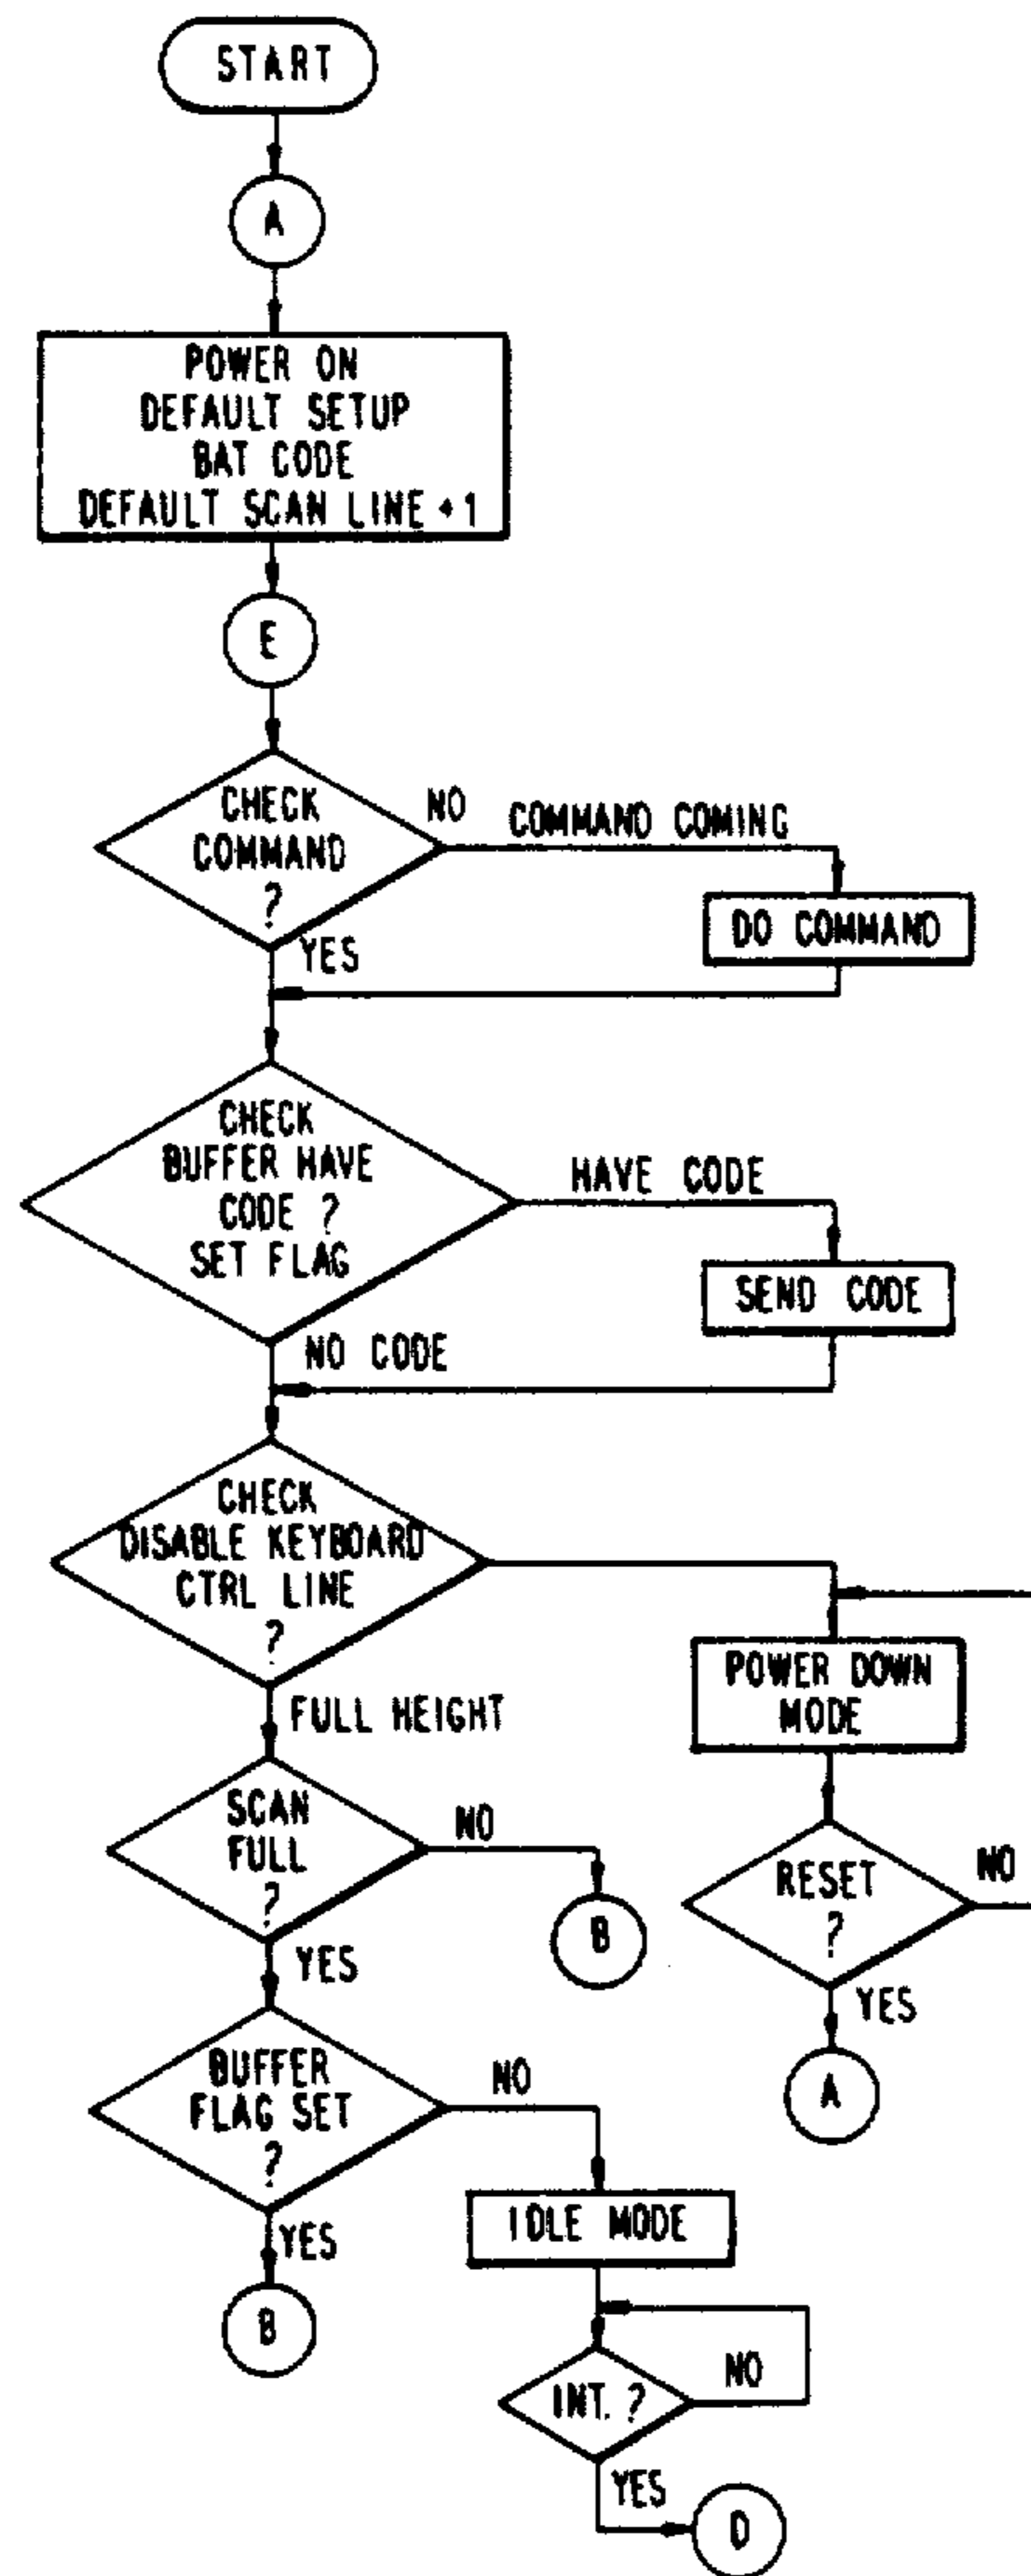 START
A
POWER ON
DEFAULT SETUP
BAT CODE
DEFAULT SCAN LINE +1
E
CHECK
COMMAND
?
NO
COMMAND COMING
DO COMMAND
YES
CHECK
BUFFER HAVE
CODE ?
SET FLAG
HAVE CODE
SEND CODE
NO CODE
CHECK
DISABLE KEYBOARD
CTRL LINE
?
POWER DOWN
MODE
FULL HEIGHT
SCAN
FULL
?
NO
B
RESET
?
NO
YES
A
YES
BUFFER
FLAG SET
?
NO
IDLE MODE
YES
B
INT. ?
NO
YES
D